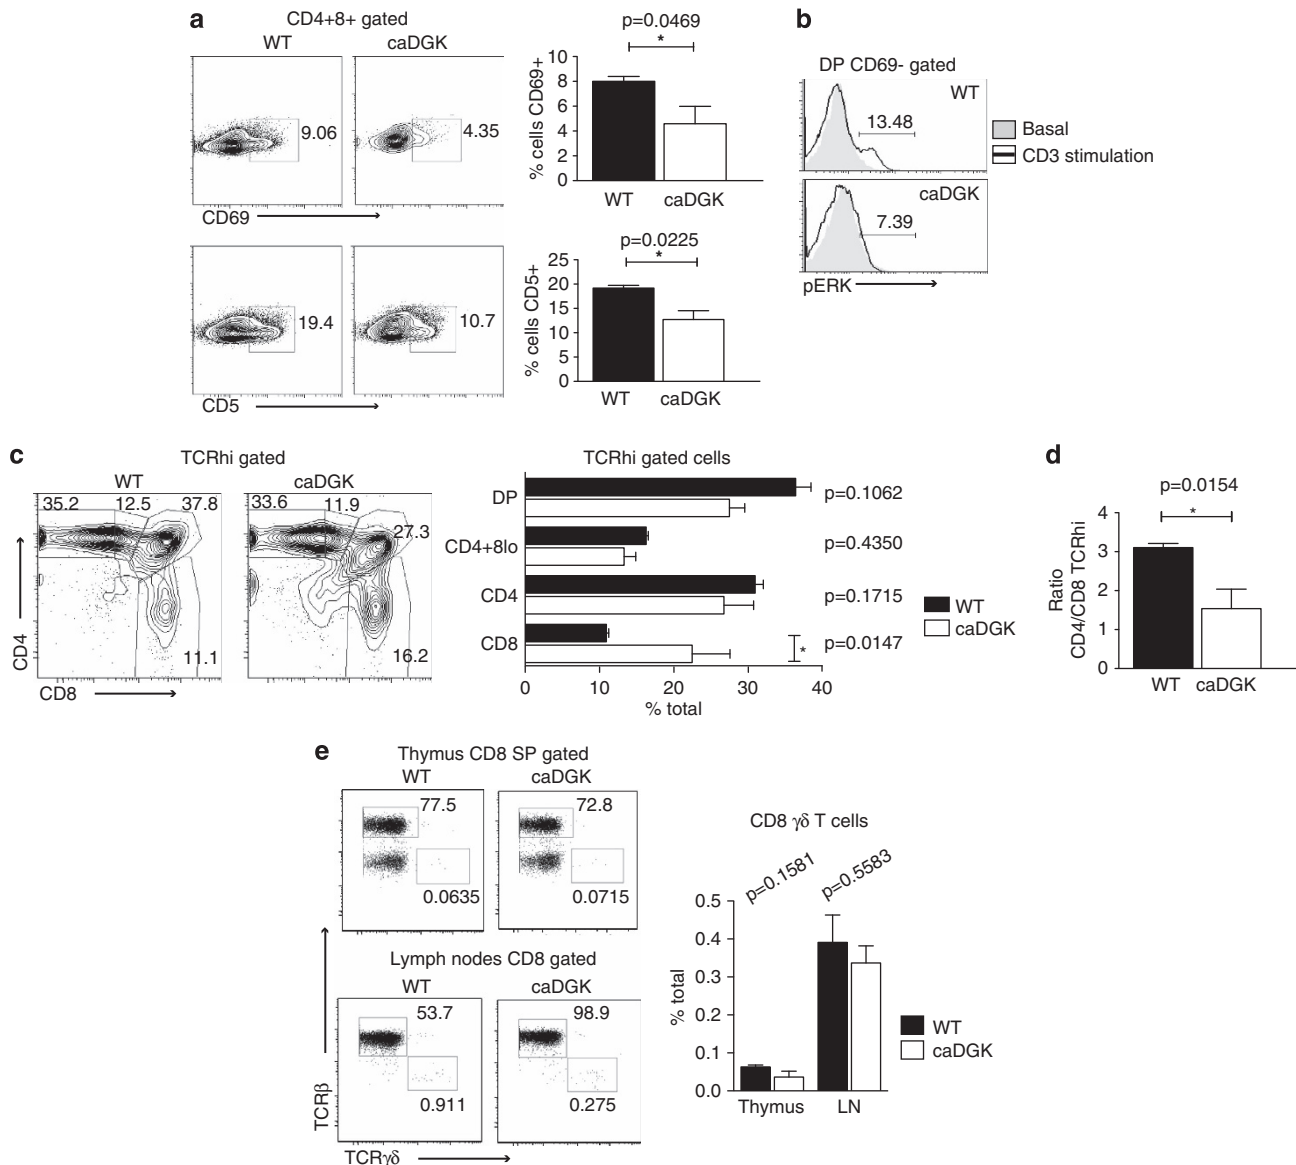 a
CD4+8+ gated
WT
caDGK
9.06
4.35
CD69
19.4
10.7
CD5
p=0.0469
*
% cells CD69+
10
8
6
4
2
0
WT
caDGK
p=0.0225
*
% cells CD5+
25
20
15
10
5
0
WT
caDGK
b
DP CD69- gated
WT
13.48
caDGK
7.39
pERK
Basal
CD3 stimulation
c
TCRhi gated
WT
caDGK
35.2
12.5
37.8
11.1
33.6
11.9
27.3
16.2
CD4
CD8
TCRhi gated cells
DP
p=0.1062
CD4+8lo
p=0.4350
CD4
p=0.1715
CD8
*
p=0.0147
0
10
20
30
40
% total
WT
caDGK
d
p=0.0154
*
Ratio
CD4/CD8 TCRhi
4
3
2
1
0
WT
caDGK
e
Thymus CD8 SP gated
WT
caDGK
77.5
72.8
0.0635
0.0715
Lymph nodes CD8 gated
WT
caDGK
53.7
98.9
0.911
0.275
TCRβ
TCRγδ
CD8 γδ T cells
p=0.1581
p=0.5583
% total
0.5
0.4
0.3
0.2
0.1
0.0
Thymus
LN
WT
caDGK